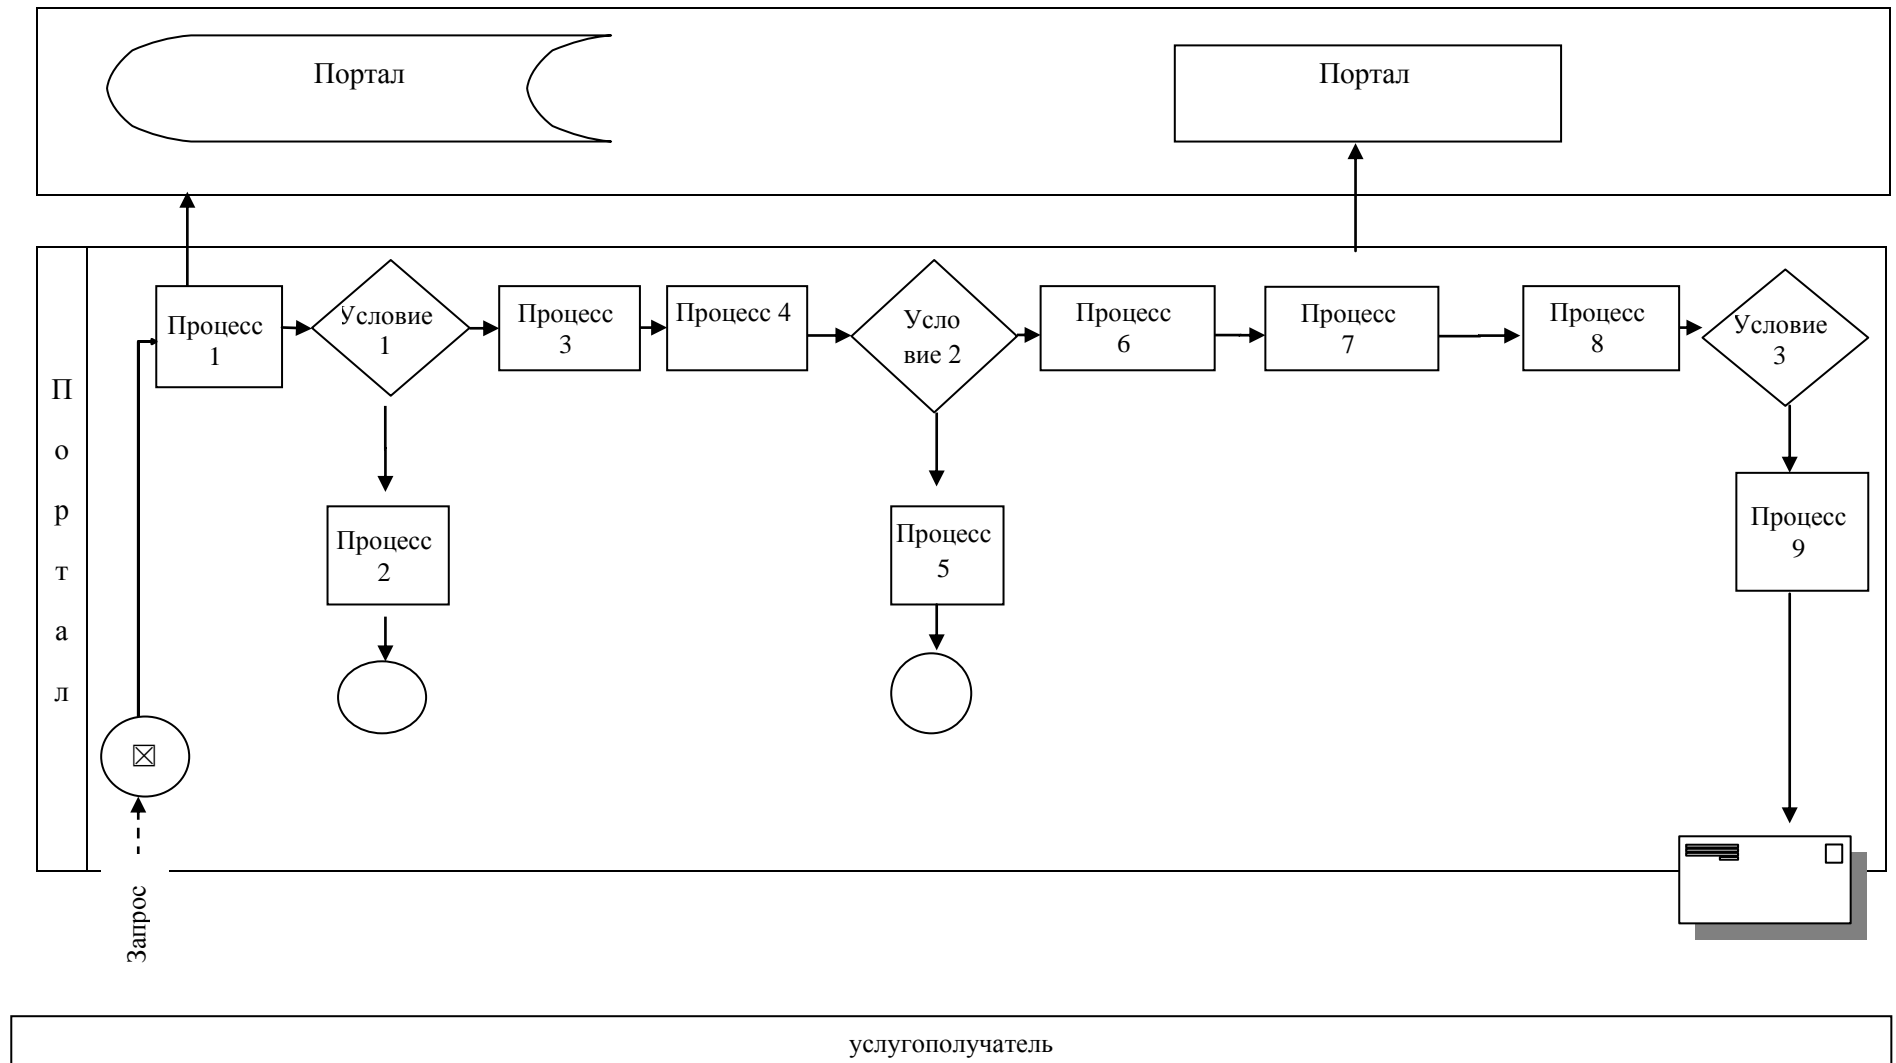 Портал
Портал
Процесс
1
Условие
1
Процесс
3
Процесс 4
Усло
вие 2
Процесс
6
Процесс
7
Процесс
8
Условие
3
П
о
р
т
а
л
Процесс
2
Процесс
5
Процесс
9
Запрос
услугополучатель